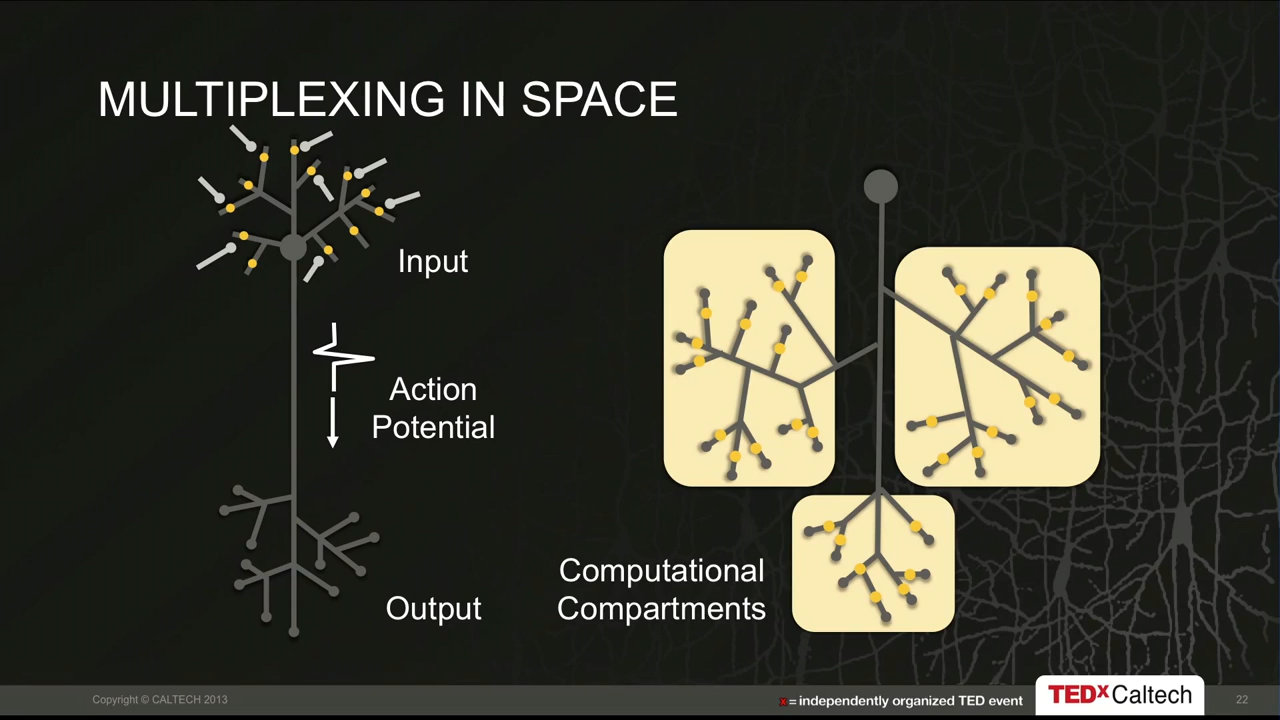 MULTIPLEXING IN SPACE
Input
Action
Potential
Output
Computational
Compartments
Copyright © CALTECH 2013
x = independently organized TED event
TEDxCaltech
22